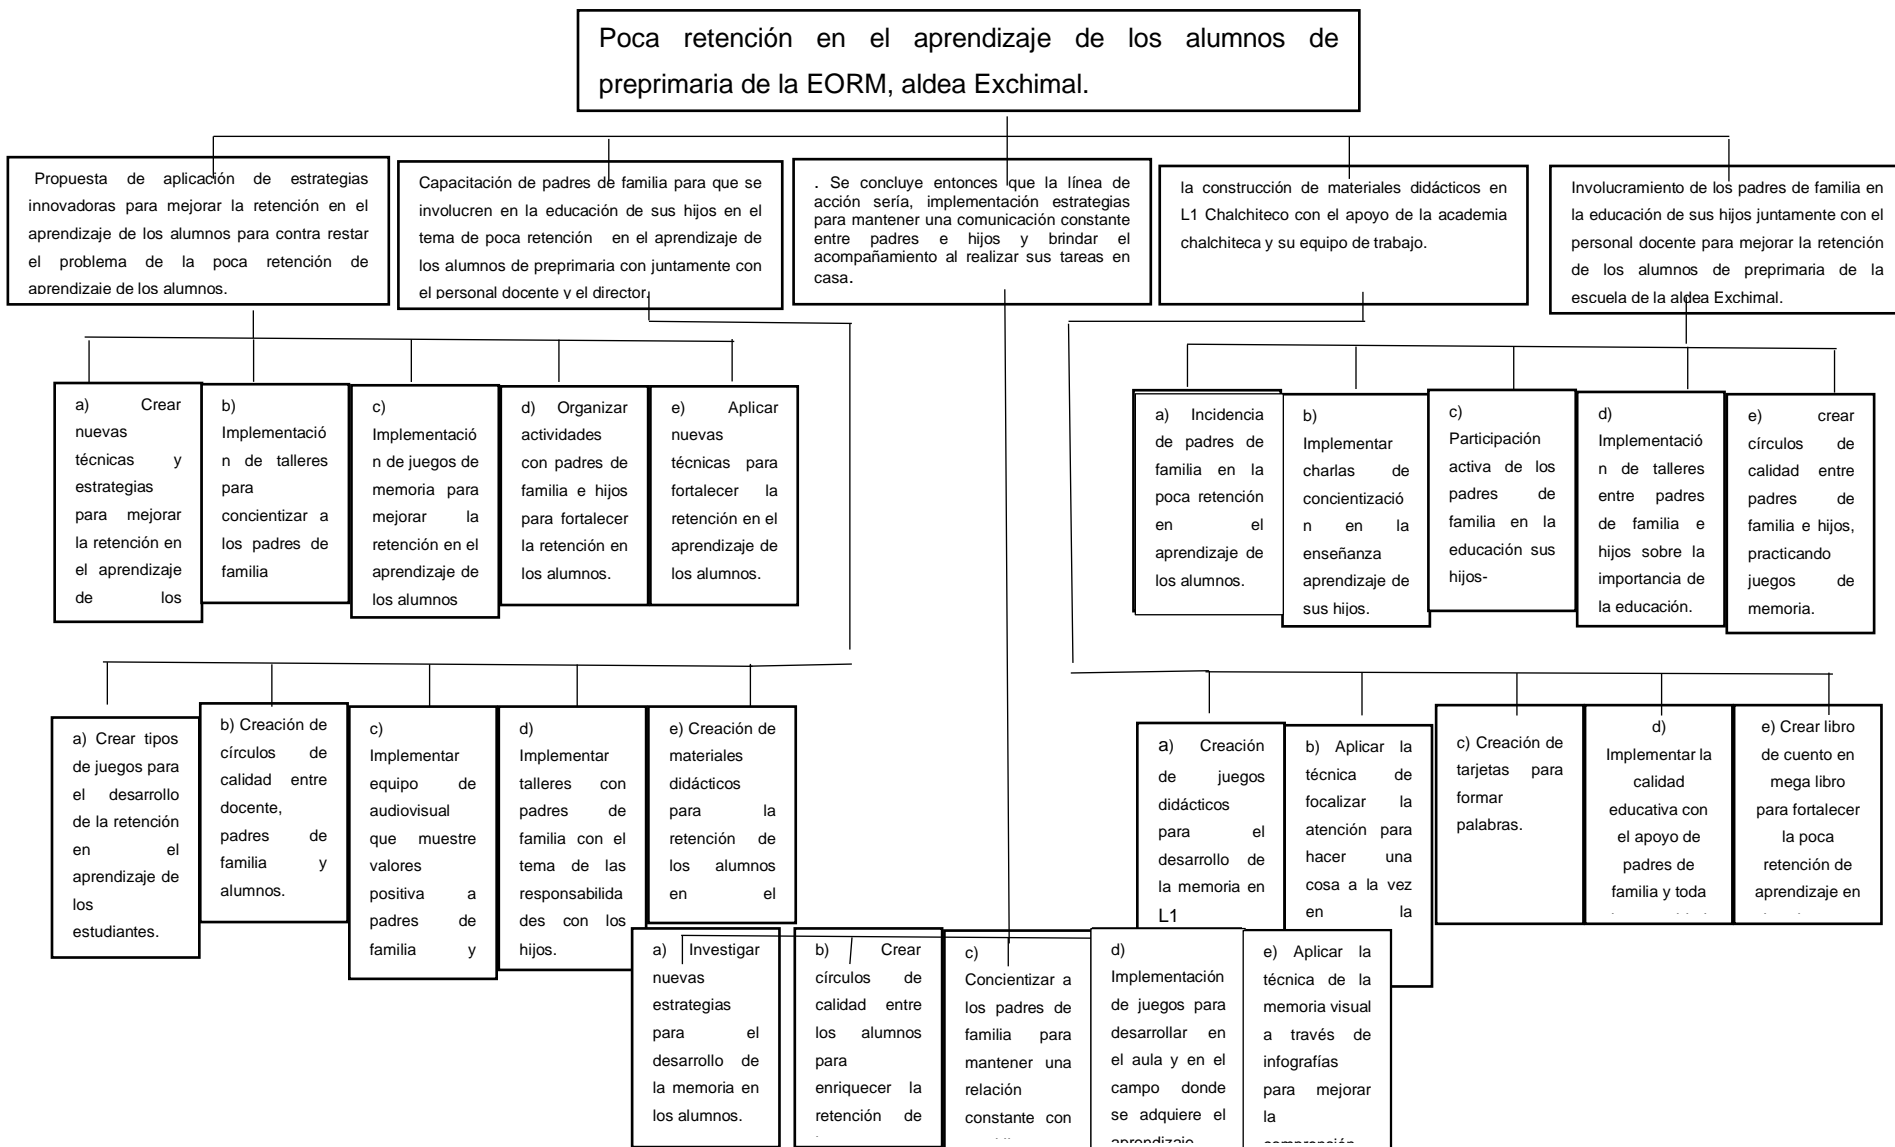 Poca retención en el aprendizaje de los alumnos de
preprimaria de la EORM, aldea Exchimal.
Propuesta de aplicación de estrategias
innovadoras para mejorar la retención en el
aprendizaje de los alumnos para contra restar
el problema de la poca retención de
aprendizaje de los alumnos.
Capacitación de padres de familia para que se
involucren en la educación de sus hijos en el
tema de poca retención en el aprendizaje de
los alumnos de preprimaria con juntamente con
el personal docente y el director.
. Se concluye entonces que la línea de
acción sería, implementación estrategias
para mantener una comunicación constante
entre padres e hijos y brindar el
acompañamiento al realizar sus tareas en
casa.
la construcción de materiales didácticos en
L1 Chalchiteco con el apoyo de la academia
chalchiteca y su equipo de trabajo.
Involucramiento de los padres de familia en
la educación de sus hijos juntamente con el
personal docente para mejorar la retención
de los alumnos de preprimaria de la
escuela de la aldea Exchimal.
a) Crear
nuevas
técnicas y
estrategias
para mejorar
la retención en
el aprendizaje
de los
b)
Implementació
n de talleres
para
concientizar a
los padres de
familia
c)
Implementació
n de juegos de
memoria para
mejorar la
retención en el
aprendizaje de
los alumnos
d) Organizar
actividades
con padres de
familia e hijos
para fortalecer
la retención en
los alumnos.
e) Aplicar
nuevas
técnicas para
fortalecer la
retención en el
aprendizaje de
los alumnos.
a) Incidencia
de padres de
familia en la
poca retención
en el
aprendizaje de
los alumnos.
b)
Implementar
charlas de
concientizació
n en la
enseñanza
aprendizaje de
sus hijos.
c)
Participación
activa de los
padres de
familia en la
educación sus
hijos-
d)
Implementació
n de talleres
entre padres
de familia e
hijos sobre la
importancia de
la educación.
e) crear
círculos de
calidad entre
padres de
familia e hijos,
practicando
juegos de
memoria.
a) Crear tipos
de juegos para
el desarrollo
de la retención
en el
aprendizaje de
los
estudiantes.
b) Creación de
círculos de
calidad entre
docente,
padres de
familia y
alumnos.
c)
Implementar
equipo de
audiovisual
que muestre
valores
positiva a
padres de
familia y
d)
Implementar
talleres con
padres de
familia con el
tema de las
responsabilida
des con los
hijos.
e) Creación de
materiales
didácticos
para la
retención de
los alumnos
en el
a) Creación
de juegos
didácticos
para el
desarrollo de
la memoria en
L1
b) Aplicar la
técnica de
focalizar la
atención para
hacer una
cosa a la vez
en la
c) Creación de
tarjetas para
formar
palabras.
d)
Implementar la
calidad
educativa con
el apoyo de
padres de
familia y toda
e) Crear libro
de cuento en
mega libro
para fortalecer
la poca
retención de
aprendizaje en
a) Investigar
nuevas
estrategias
para el
desarrollo de
la memoria en
los alumnos.
b) Crear
círculos de
calidad entre
los alumnos
para
enriquecer la
retención de
c)
Concientizar a
los padres de
familia para
mantener una
relación
constante con
d)
Implementación
de juegos para
desarrollar en
el aula y en el
campo donde
se adquiere el
aprendizaje
e) Aplicar la
técnica de la
memoria visual
a través de
infografías
para mejorar
la
comprensión